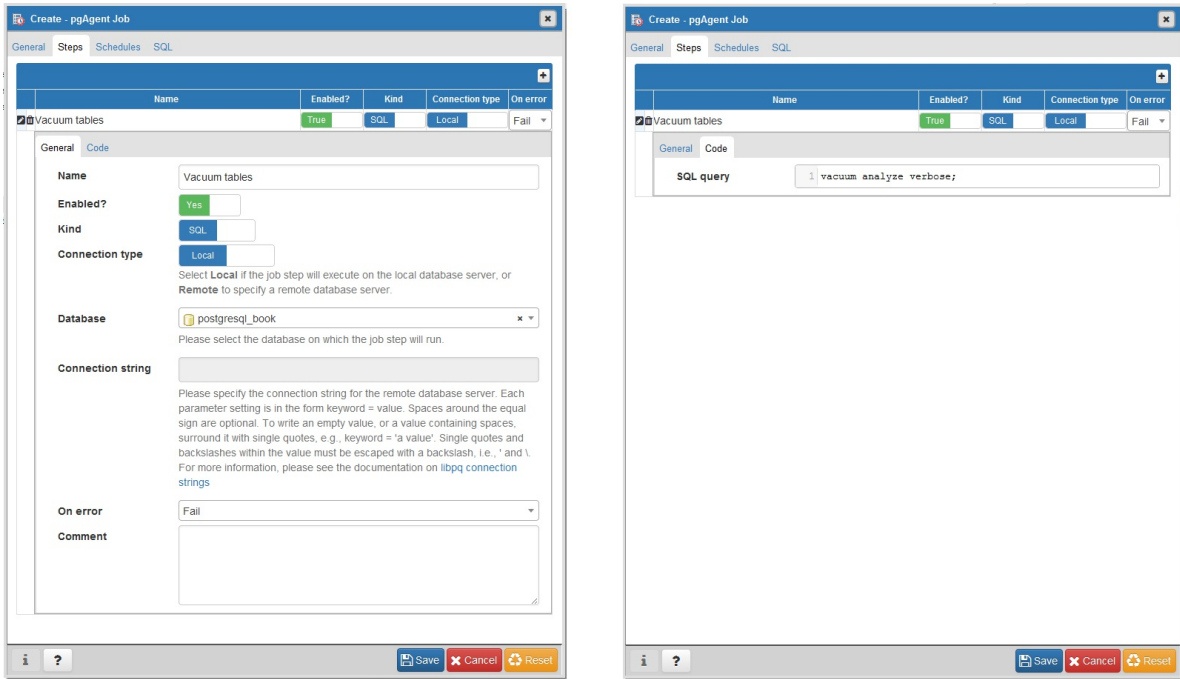 Create - pgAgent Job
General Steps Schedules SQL
Name Enabled? Kind Connection type On error
Vacuum tables True SQL Local Fail
General Code
Name Vacuum tables
Enabled? Yes
Kind SQL
Connection type Local
Select Local if the job step will execute on the local database server, or
Remote to specify a remote database server.
Database postgresql_book
Please select the database on which the job step will run.
Connection string
Please specify the connection string for the remote database server. Each
parameter setting is in the form keyword = value. Spaces around the equal
sign are optional. To write an empty value, or a value containing spaces,
surround it with single quotes, e.g., keyword = 'a value'. Single quotes and
backslashes within the value must be escaped with a backslash, i.e., ' and \.
For more information, please see the documentation on libpq connection
strings
On error Fail
Comment
i ? Save Cancel Reset
Create - pgAgent Job
General Steps Schedules SQL
Name Enabled? Kind Connection type On error
Vacuum tables True SQL Local Fail
General Code
SQL query 1 vacuum analyze verbose;
i ? Save Cancel Reset